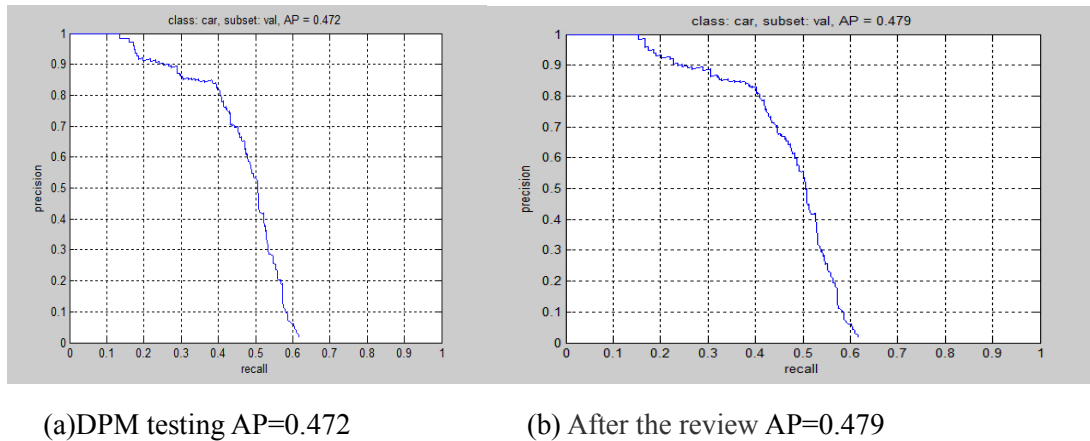 class: car, subset: val, AP = 0.472
1
0.9
0.8
0.7
0.6
0.5
0.4
0.3
0.2
0.1
0
precision
0 0.1 0.2 0.3 0.4 0.5 0.6 0.7 0.8 0.9 1
recall
class: car, subset: val, AP = 0.479
1
0.9
0.8
0.7
0.6
0.5
0.4
0.3
0.2
0.1
0
precision
0 0.1 0.2 0.3 0.4 0.5 0.6 0.7 0.8 0.9 1
recall
(a)DPM testing AP=0.472
(b) After the review AP=0.479